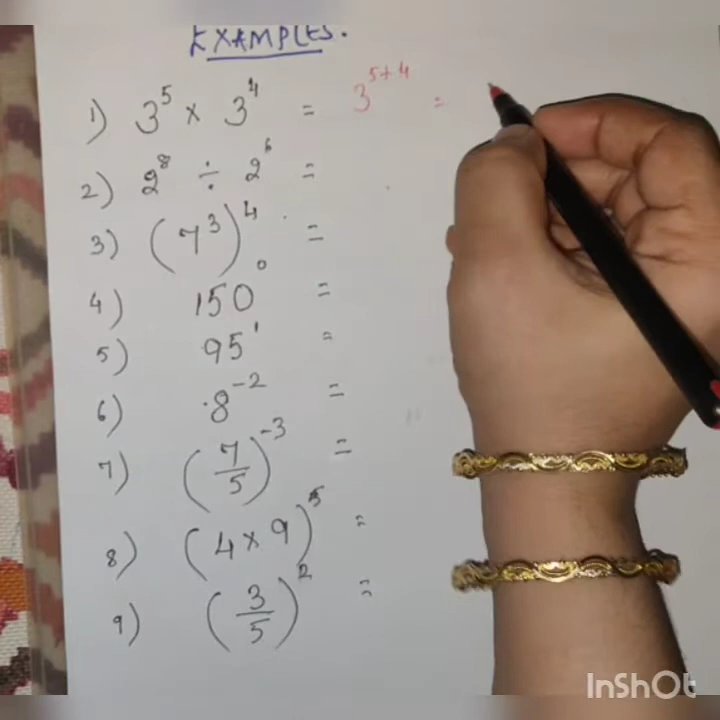 EXAMPLES.
1) 3⁵ × 3⁴ = 3⁵⁺⁴ =
2) 2⁸ ÷ 2⁶ =
3) (7³)⁴ =
4) 150⁰ =
5) 95¹ =
6) 8⁻² =
7) (7/5)⁻³ =
8) (4 × 9)⁵ =
9) (3/5)² =
InShOt